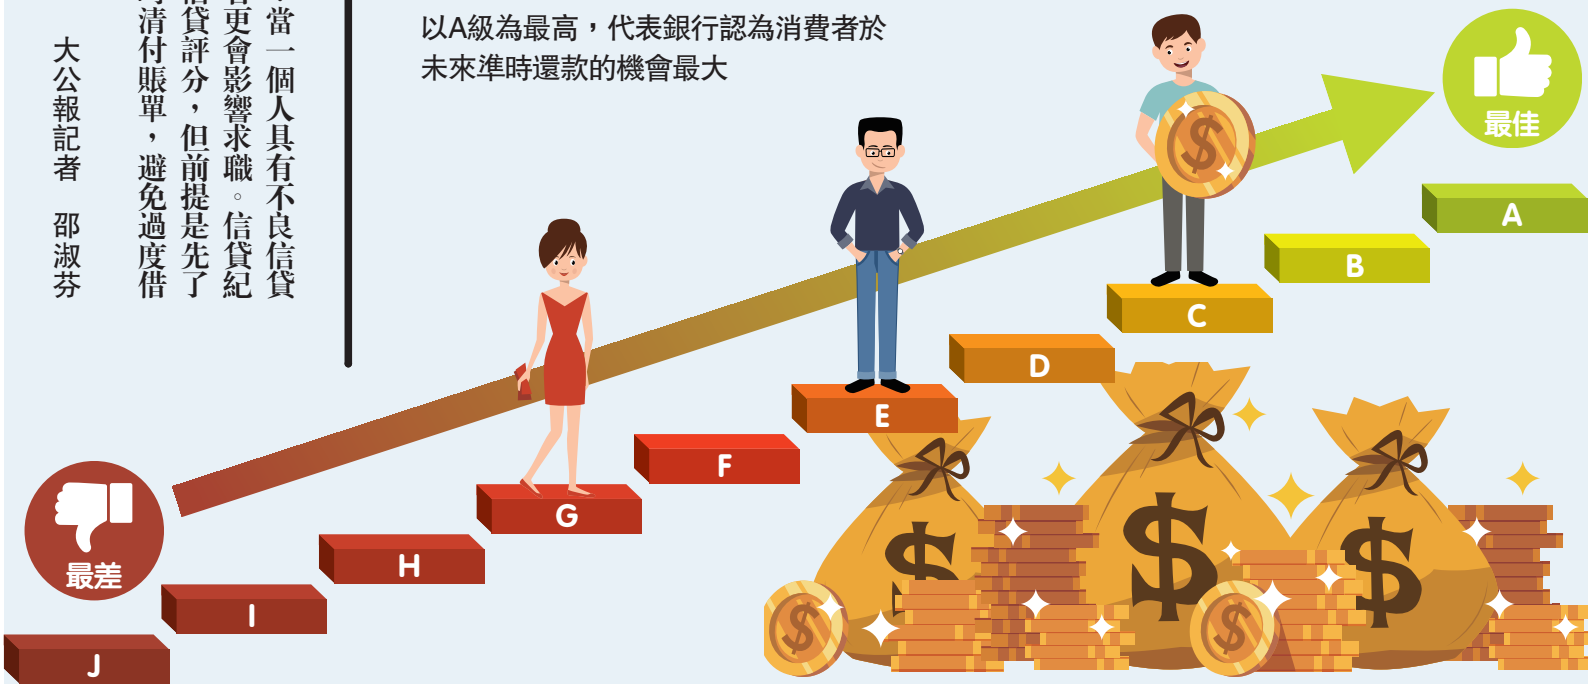 當一個人具有不良信貸
更會影響求職。信貸紀
信貸評分，但前提是先了
清付賬單，避免過度借
大公報記者　邵淑芬
以A級為最高，代表銀行認為消費者於
未來準時還款的機會最大
最佳
A
B
C
D
E
F
G
H
I
J
最差